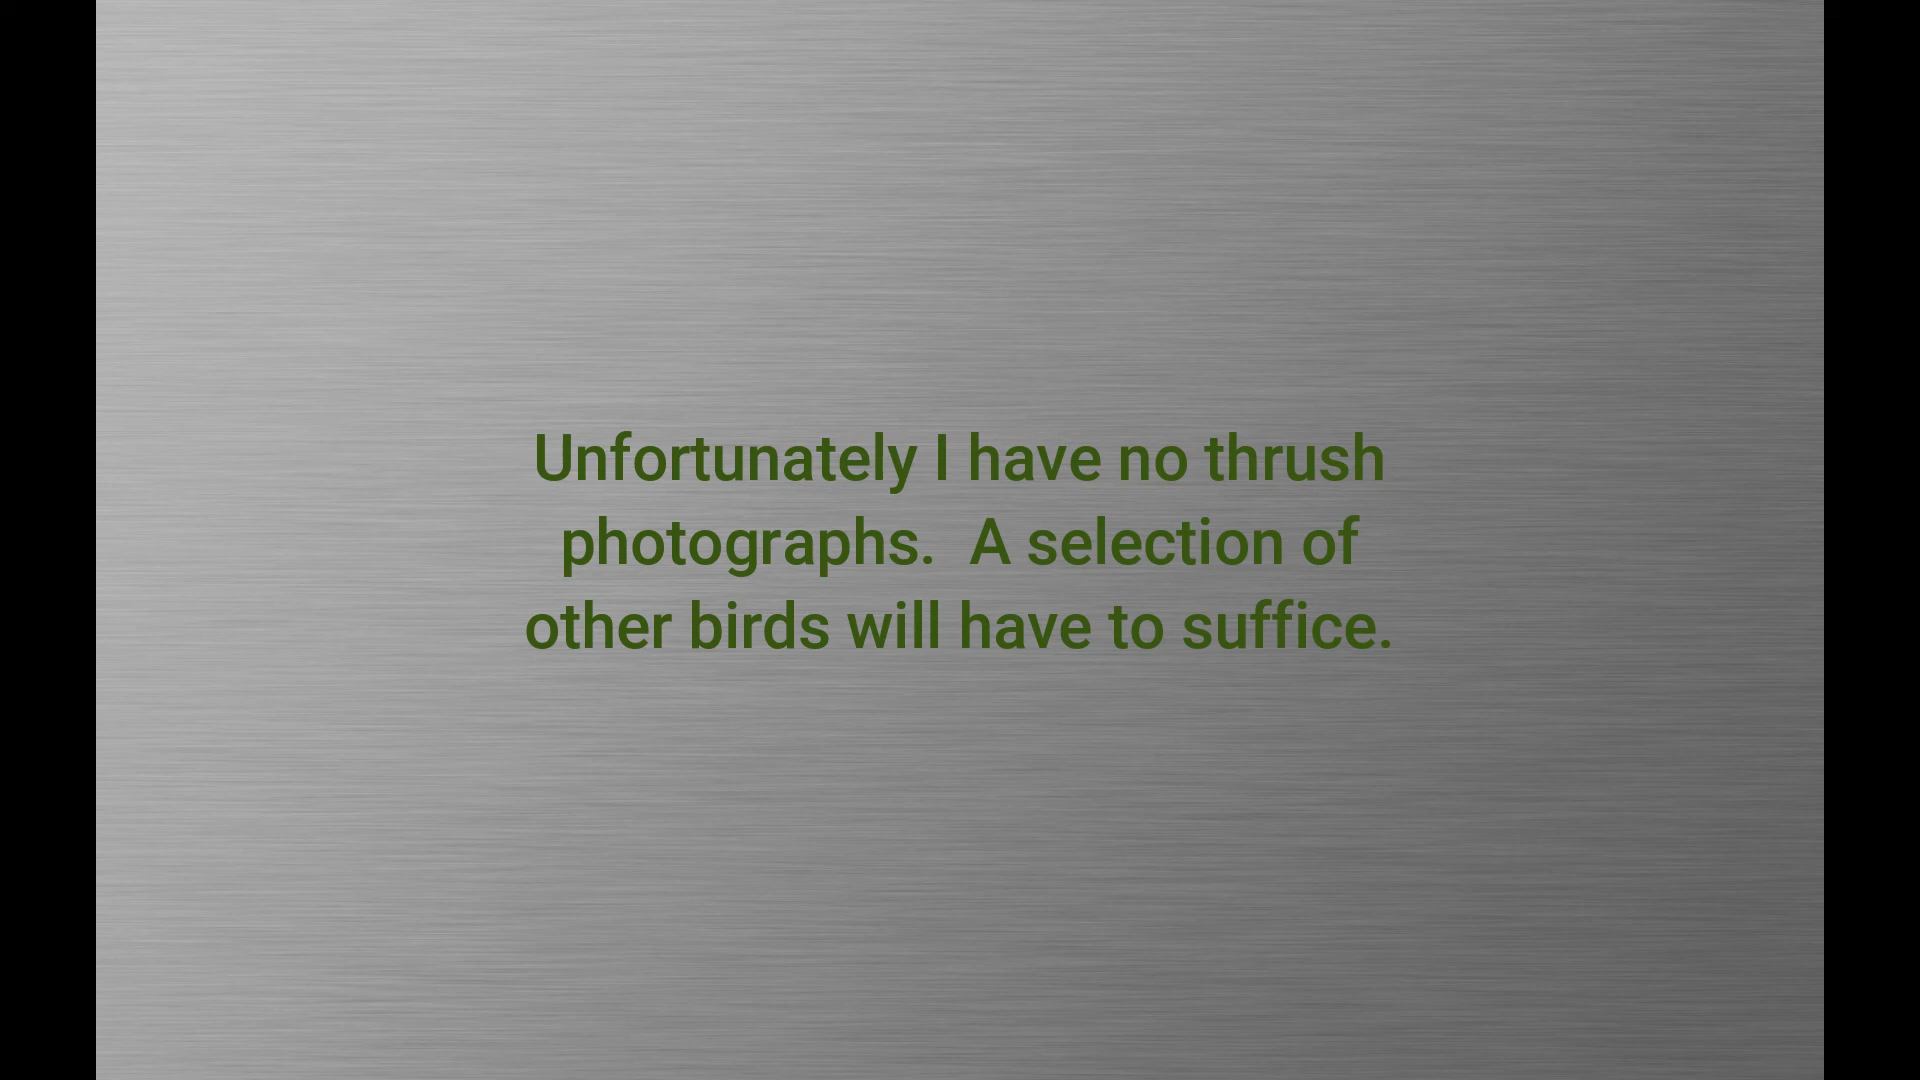 Unfortunately I have no thrush
photographs.  A selection of
other birds will have to suffice.